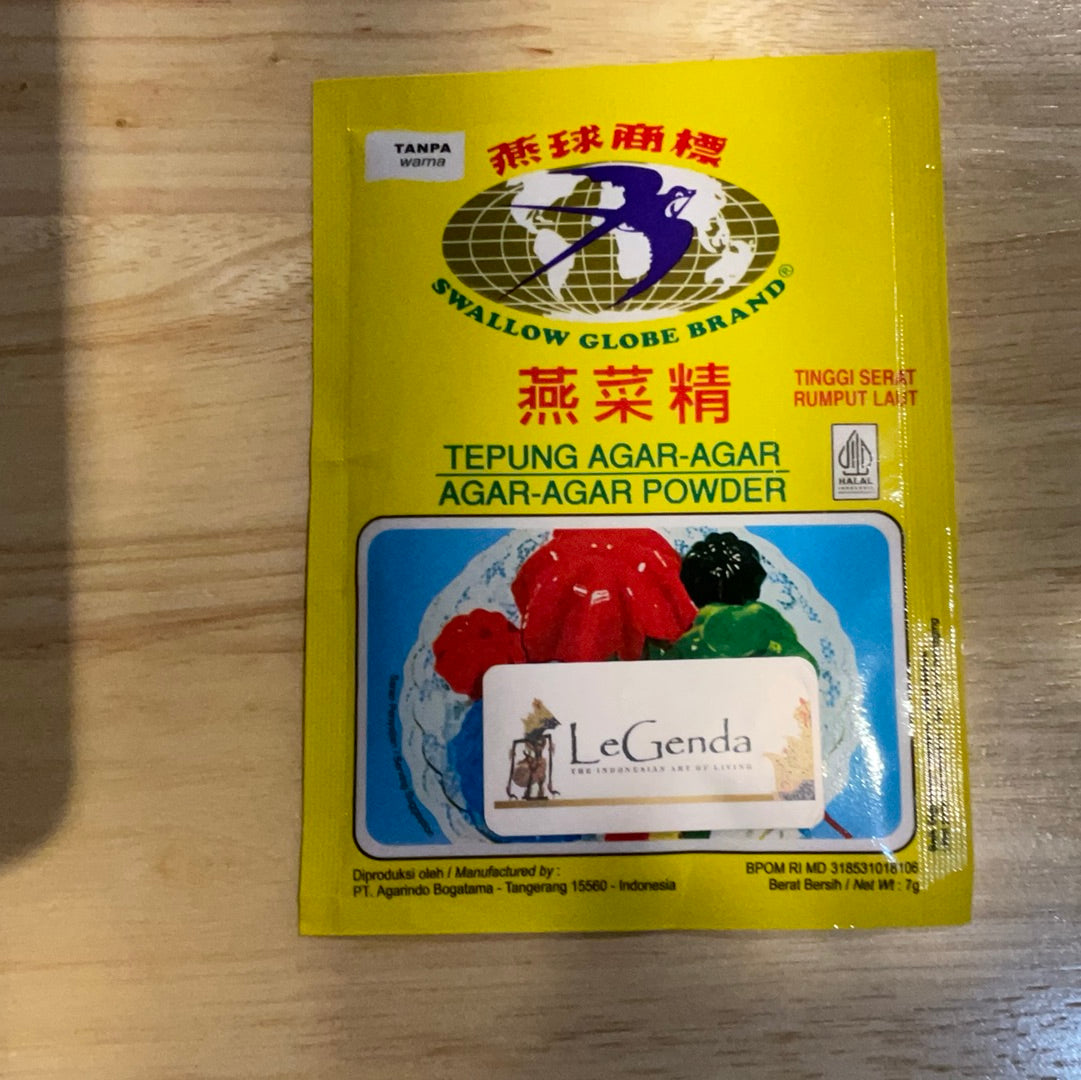 TANPA
warna
燕球商標
SWALLOW GLOBE BRAND®
燕菜精
TINGGI SERAT
RUMPUT LAUT
TEPUNG AGAR-AGAR
AGAR-AGAR POWDER
HALAL
INDONESIA
LeGenda
THE INDONESIAN ART OF LIVING
Diproduksi oleh / Manufactured by :
PT. Agarindo Bogatama - Tangerang 15560 - Indonesia
BPOM RI MD 318531018106
Berat Bersih / Net Wt : 7g